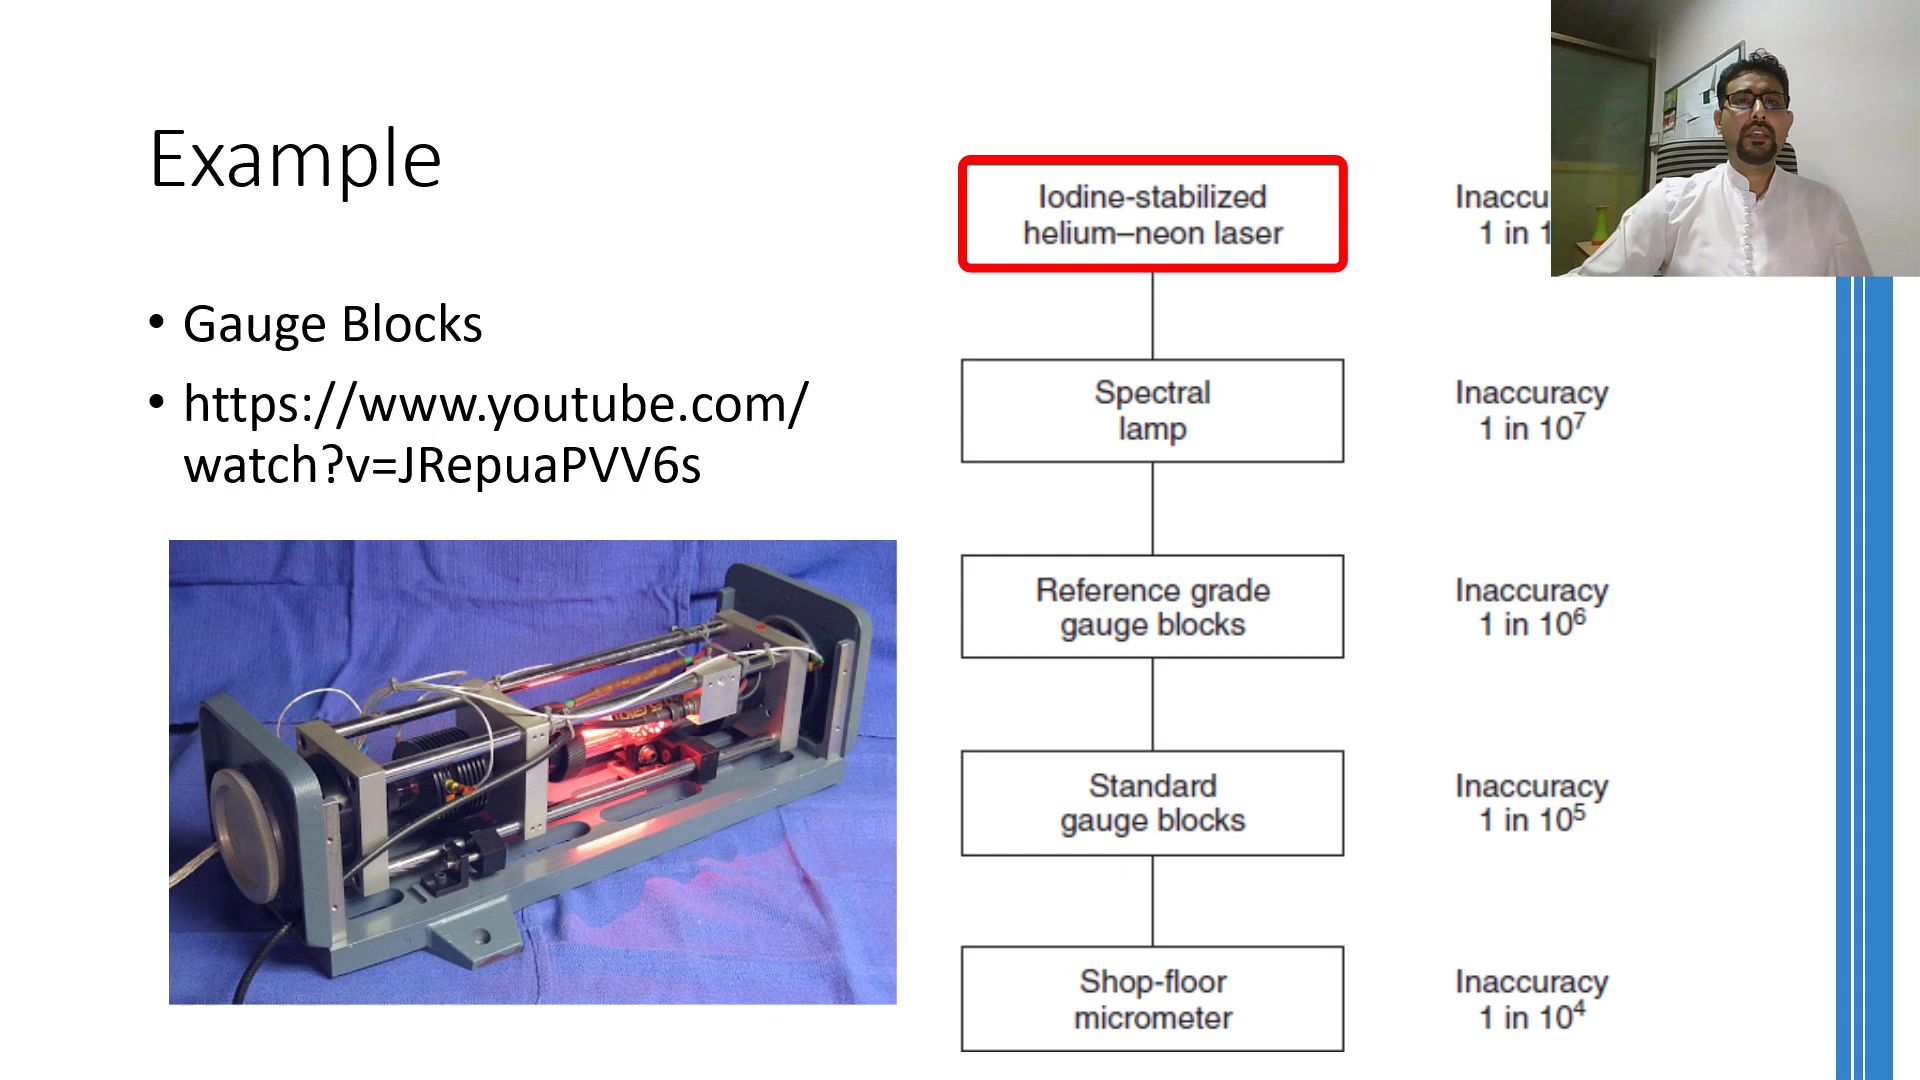 Example
• Gauge Blocks
• https://www.youtube.com/
watch?v=JRepuaPVV6s
Iodine-stabilized
helium–neon laser
1 in
Spectral
lamp
Inaccuracy
1 in 10⁷
Reference grade
gauge blocks
Inaccuracy
1 in 10⁶
Standard
gauge blocks
Inaccuracy
1 in 10⁵
Shop-floor
micrometer
Inaccuracy
1 in 10⁴